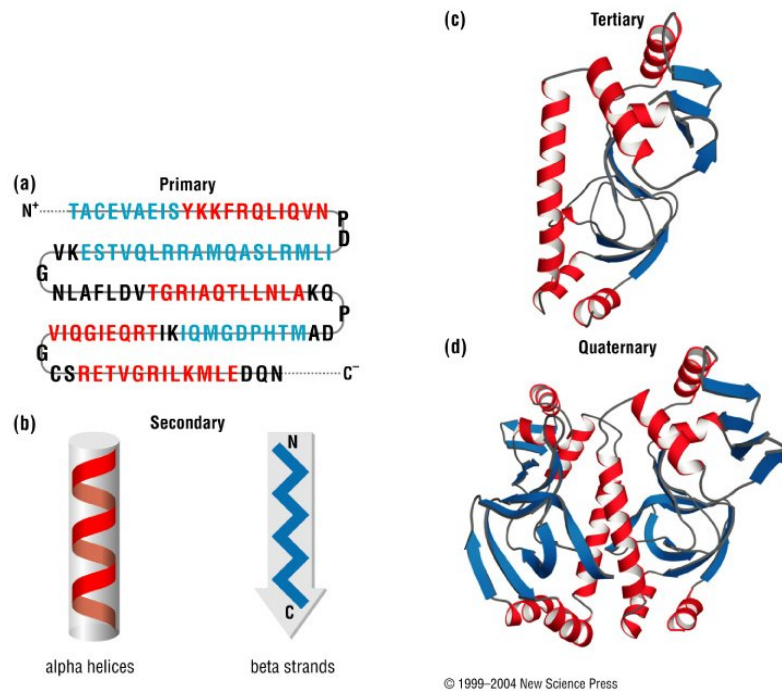 (a)
Primary
N⁺ TACEVAEISYKKFRQLIQVN
P
D
VKESTVQLRRAMQASLRMLI
G
NLAFLDVTGRIAQTLLNLAKQ
P
VIQGIEQRTIKIQMGDPHTMAD
G
CSRETVGRILKMLEDQN C⁻
(b)
Secondary
N
C
alpha helices
beta strands
(c)
Tertiary
(d)
Quaternary
© 1999–2004 New Science Press